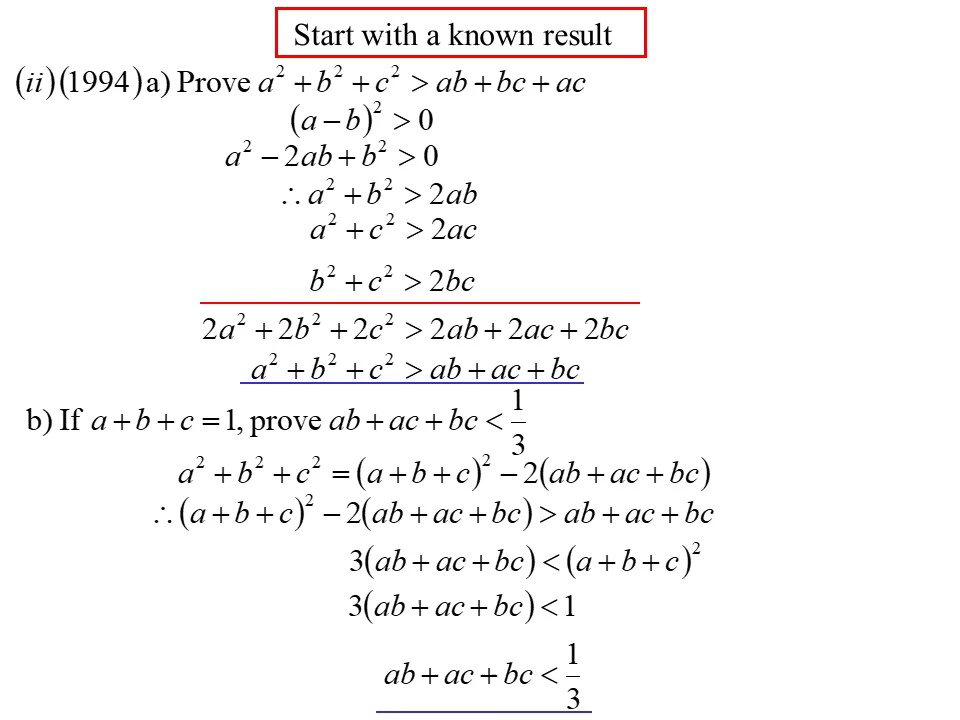 Start with a known result
(ii)(1994) a) Prove a² + b² + c² > ab + bc + ac
(a − b)² > 0
a² − 2ab + b² > 0
∴ a² + b² > 2ab
a² + c² > 2ac
b² + c² > 2bc
2a² + 2b² + 2c² > 2ab + 2ac + 2bc
a² + b² + c² > ab + ac + bc
b) If a + b + c = 1, prove ab + ac + bc < 1/3
a² + b² + c² = (a + b + c)² − 2(ab + ac + bc)
∴ (a + b + c)² − 2(ab + ac + bc) > ab + ac + bc
3(ab + ac + bc) < (a + b + c)²
3(ab + ac + bc) < 1
ab + ac + bc < 1/3